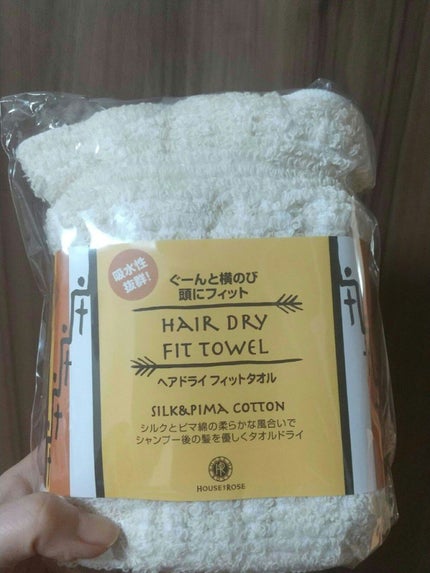 吸水性
抜群!
ぐーんと横のび
頭にフィット
HAIR DRY
FIT TOWEL
ヘアドライ フィットタオル
SILK&PIMA COTTON
シルクとピマ綿の柔らかな風合いで
シャンプー後の髪を優しくタオルドライ
HOUSE OF ROSE